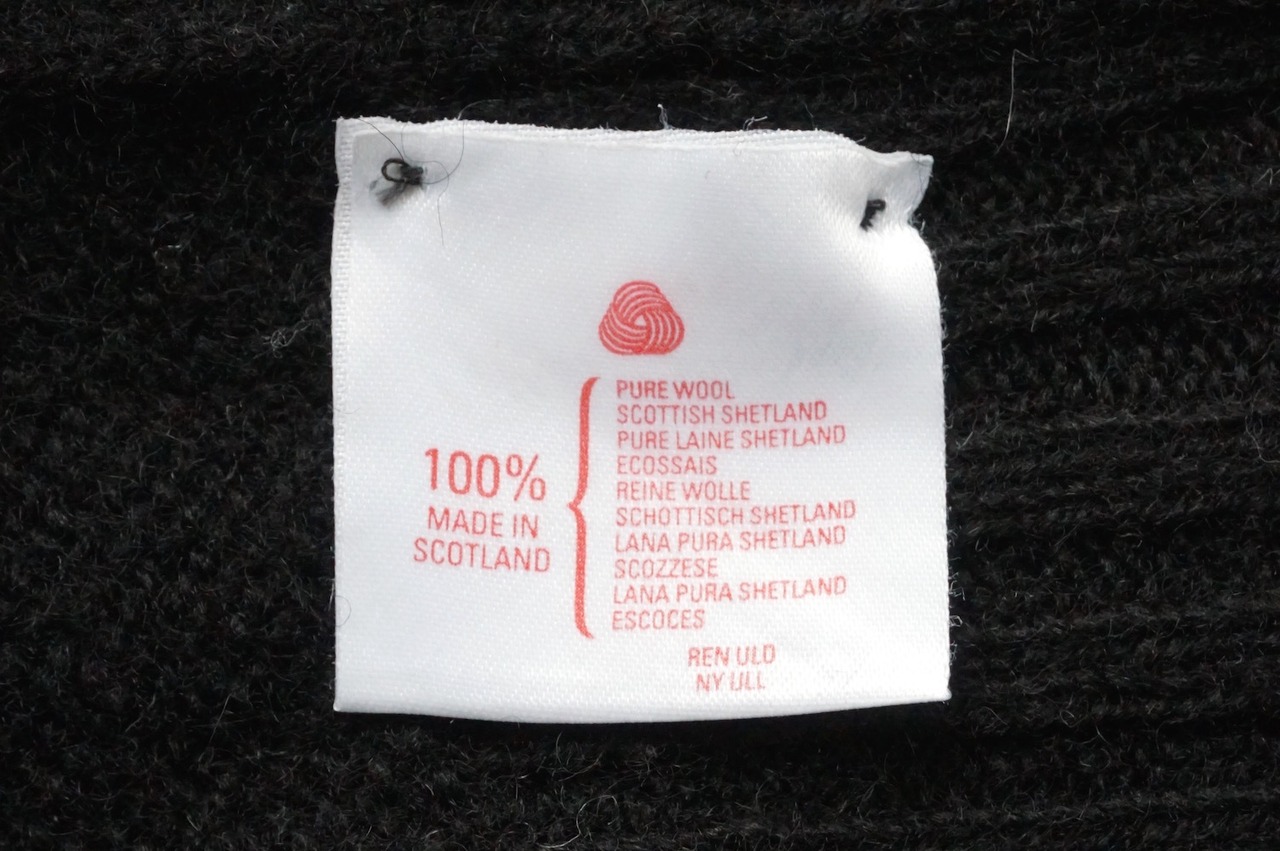 100%
MADE IN
SCOTLAND
PURE WOOL
SCOTTISH SHETLAND
PURE LAINE SHETLAND
ECOSSAIS
REINE WOLLE
SCHOTTISCH SHETLAND
LANA PURA SHETLAND
SCOZZESE
LANA PURA SHETLAND
ESCOCES
REN ULD
NY ULL